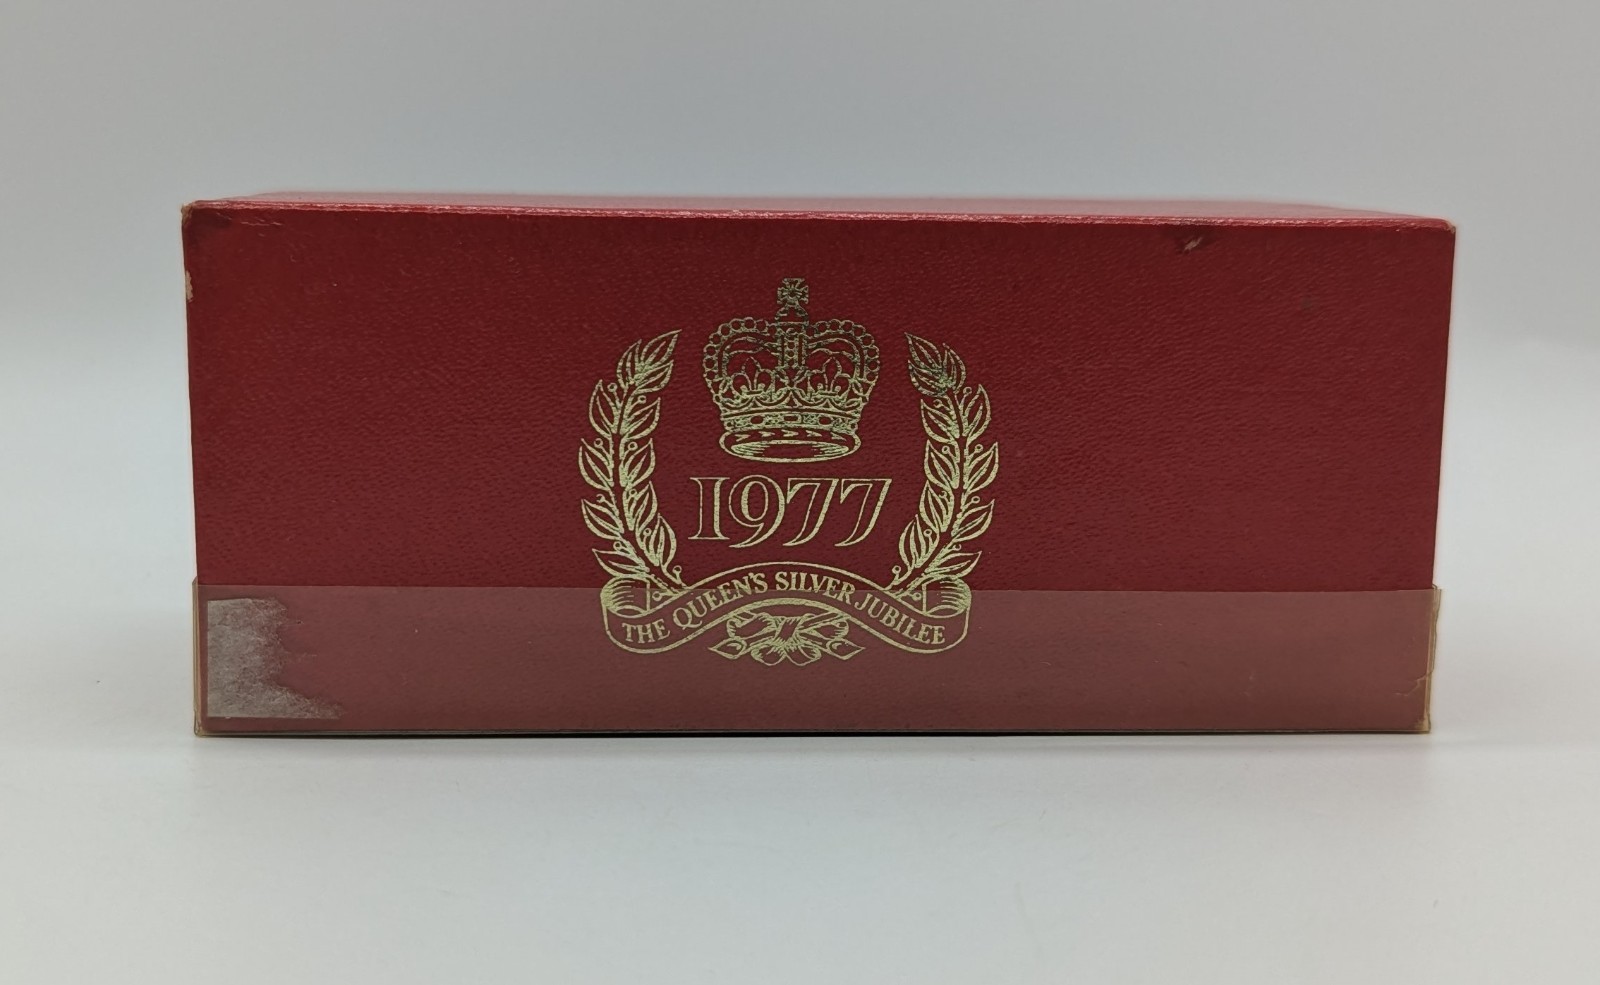 1977
THE QUEEN'S SILVER JUBILEE